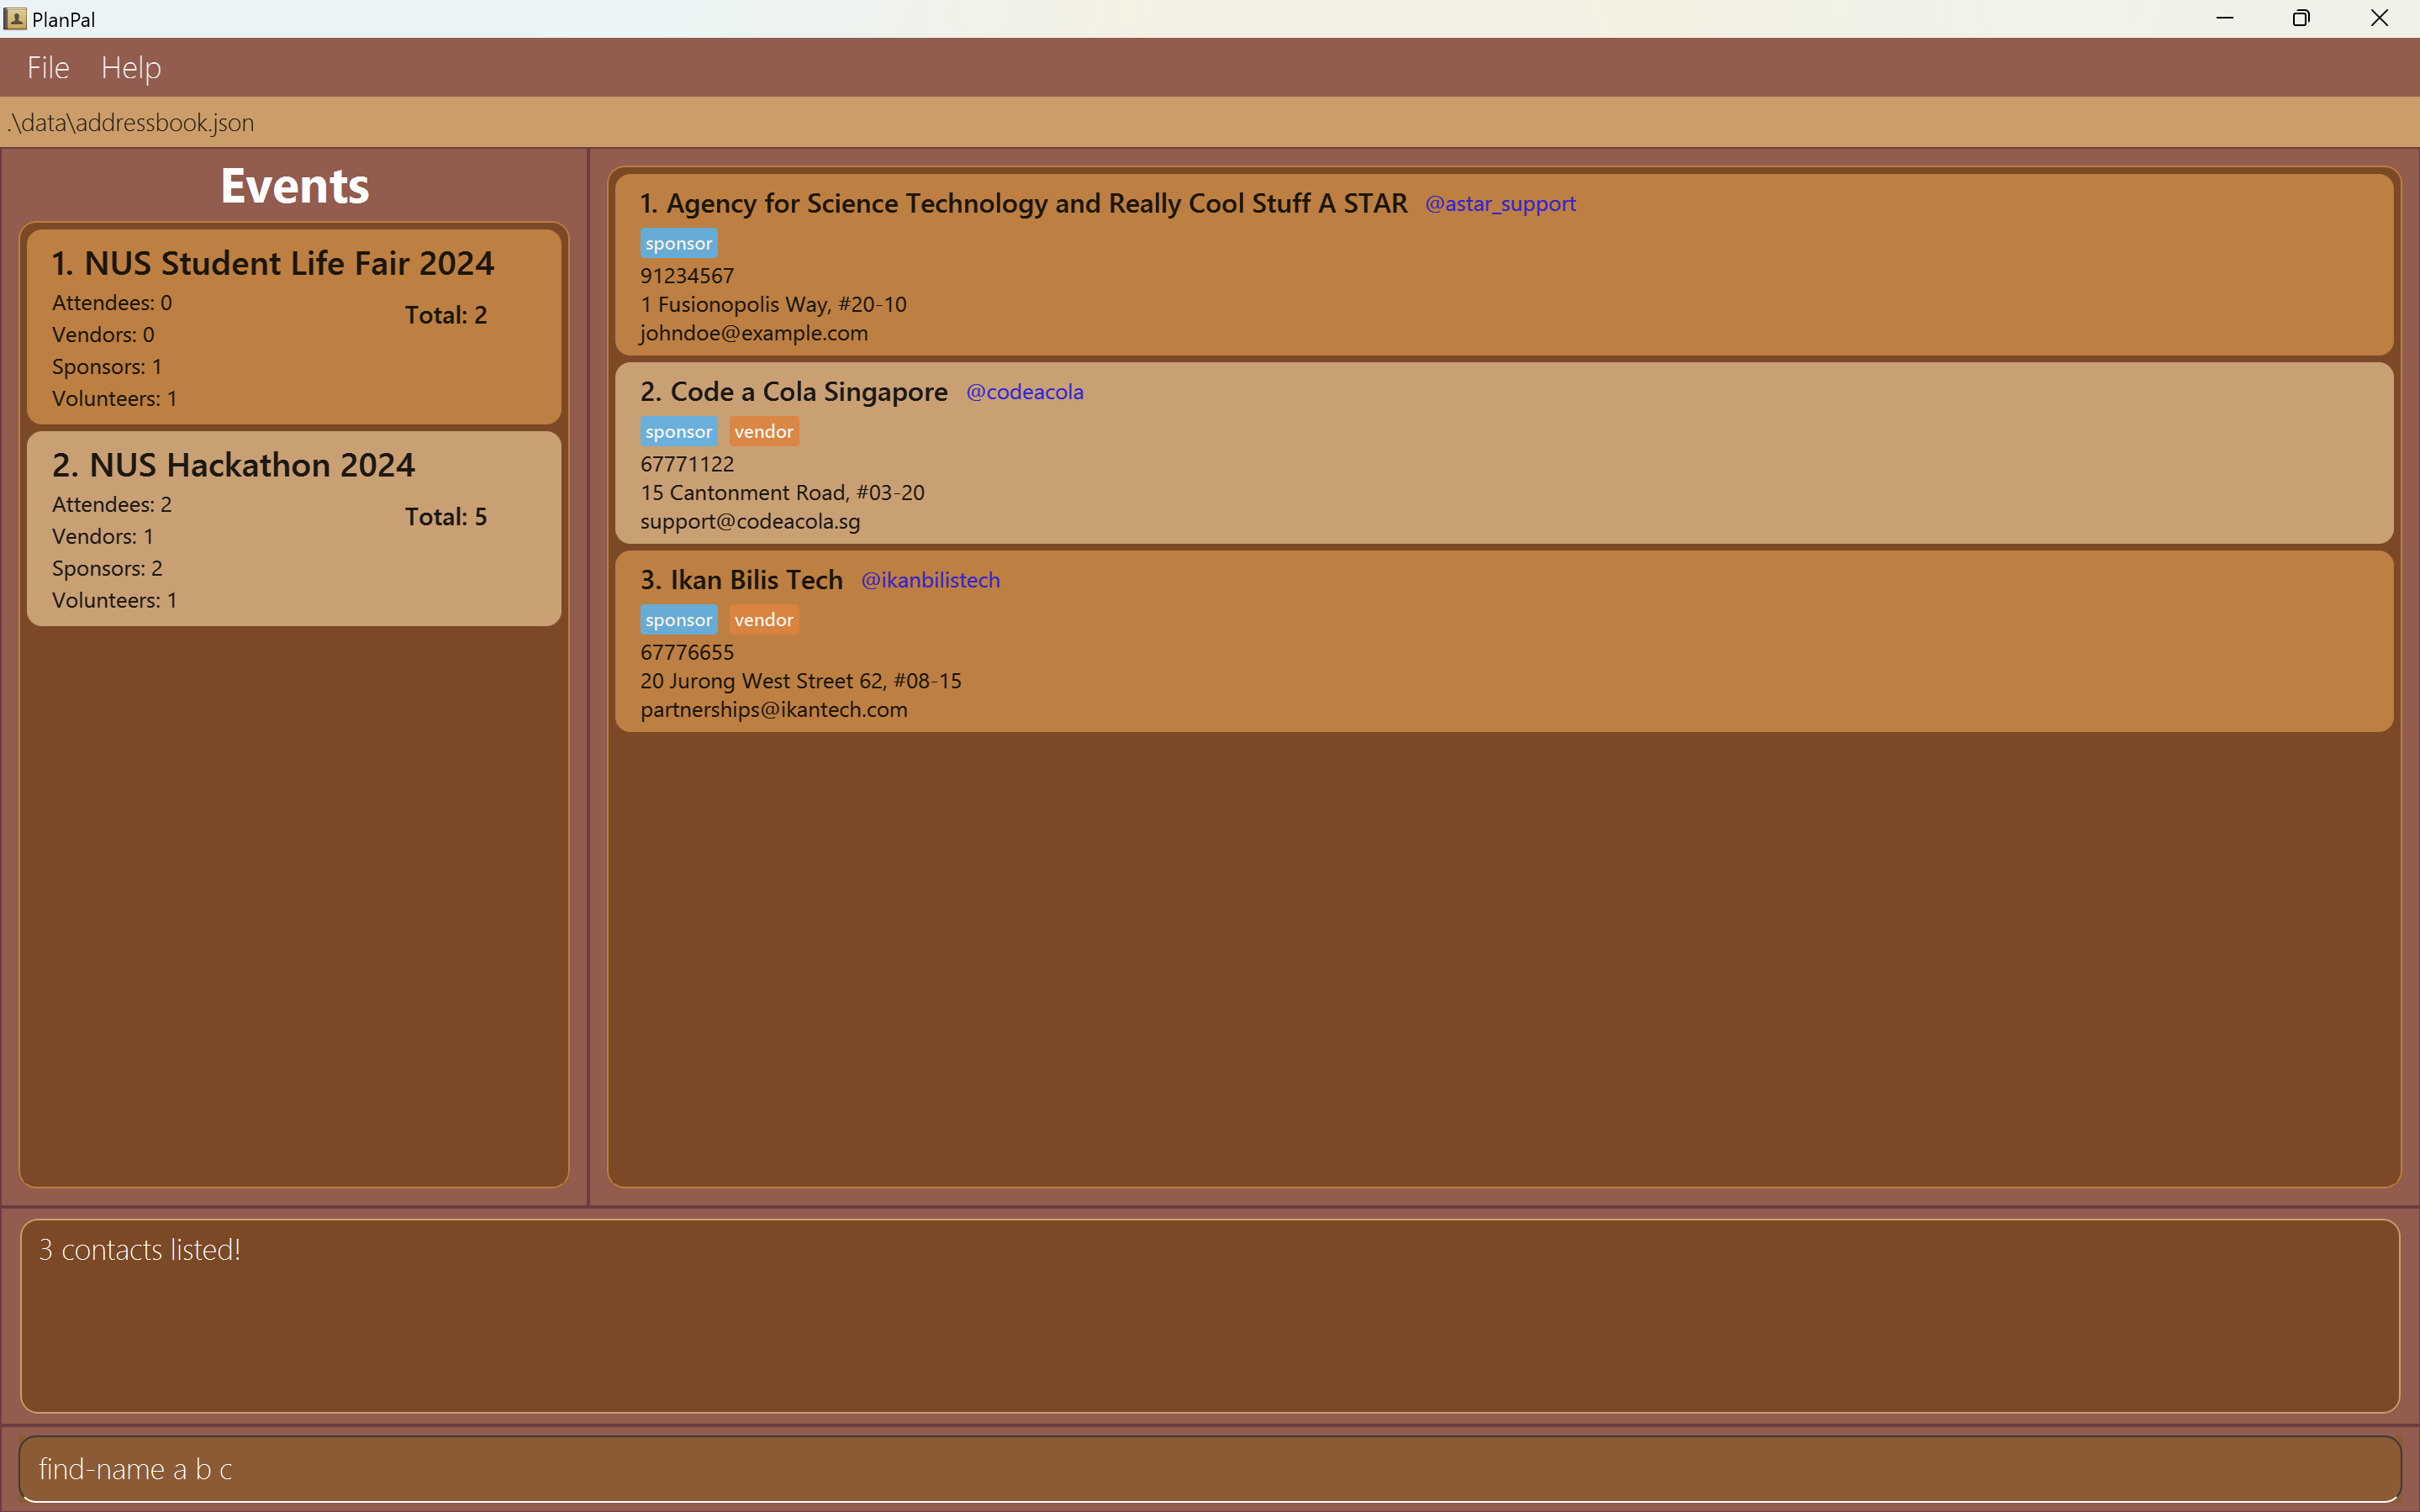 PlanPal
File Help
.\data\addressbook.json
Events
1. NUS Student Life Fair 2024
Attendees: 0
Total: 2
Vendors: 0
Sponsors: 1
Volunteers: 1
2. NUS Hackathon 2024
Attendees: 2
Total: 5
Vendors: 1
Sponsors: 2
Volunteers: 1
1. Agency for Science Technology and Really Cool Stuff A STAR @astar_support
sponsor
91234567
1 Fusionopolis Way, #20-10
johndoe@example.com
2. Code a Cola Singapore @codeacola
sponsor vendor
67771122
15 Cantonment Road, #03-20
support@codeacola.sg
3. Ikan Bilis Tech @ikanbilistech
sponsor vendor
67776655
20 Jurong West Street 62, #08-15
partnerships@ikantech.com
3 contacts listed!
find-name a b c